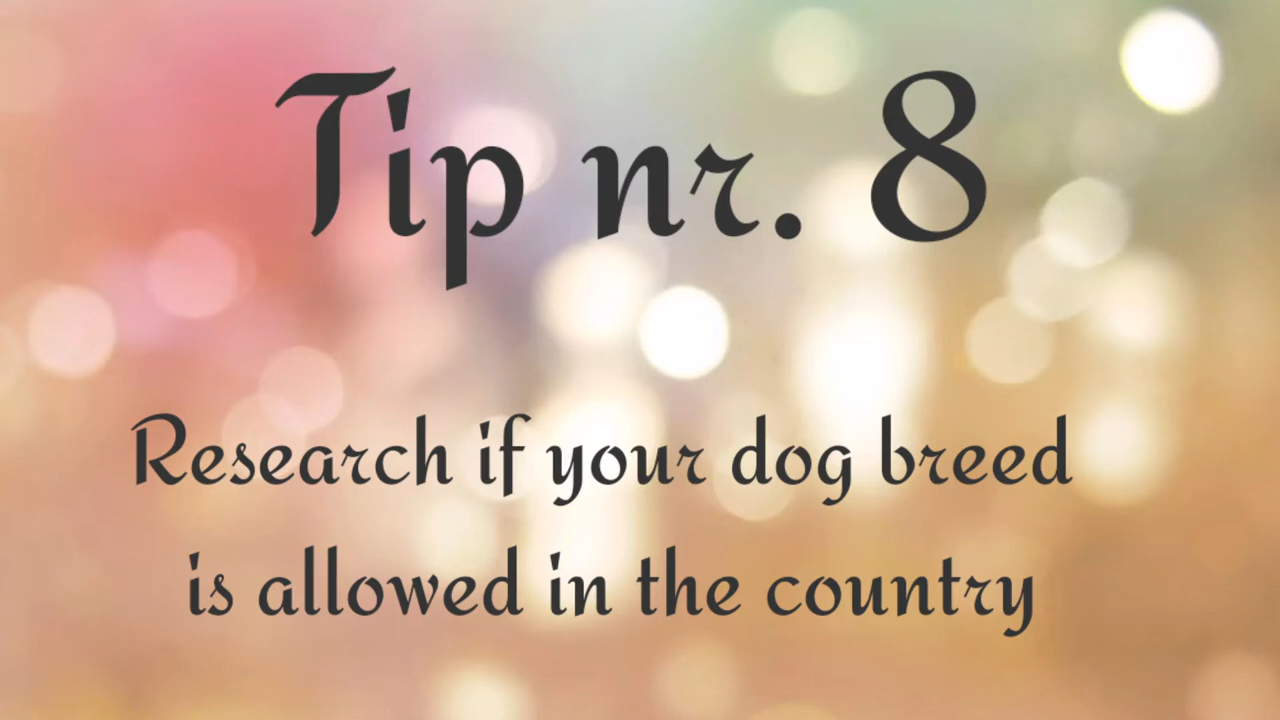 Tip nr. 8
Research if your dog breed
is allowed in the country